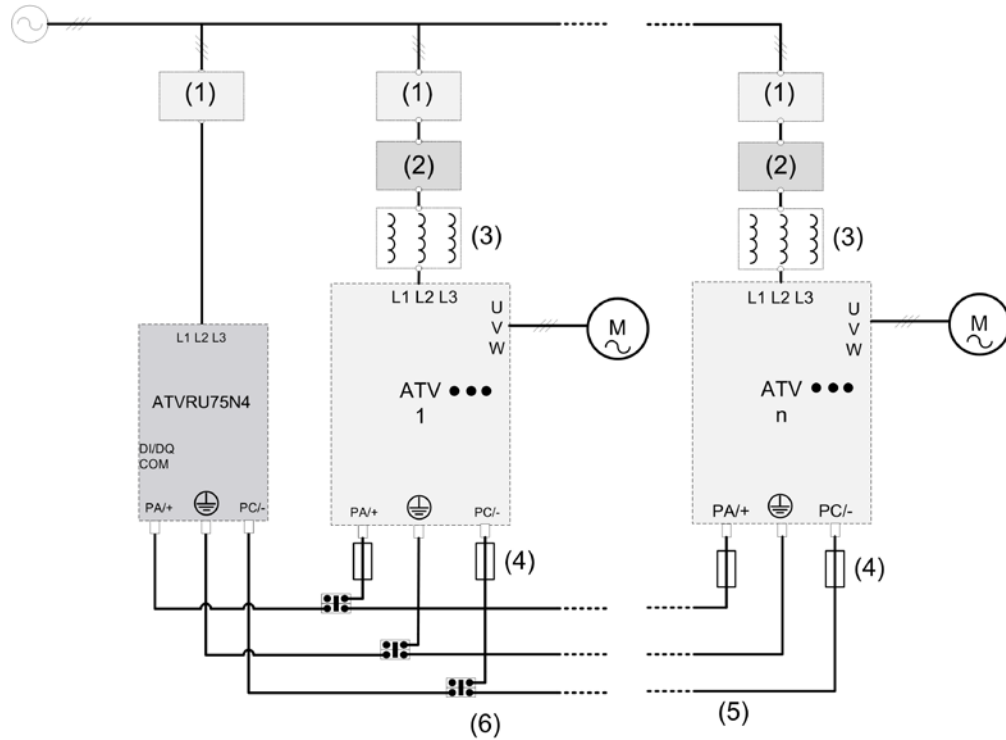 (1)
(1)
(1)
(2)
(2)
(3)
(3)
L1 L2 L3
L1 L2 L3
L1 L2 L3
U
V
W
M
U
V
W
M
ATVRU75N4
ATV •••
1
ATV •••
n
DI/DQ
COM
PA/+
PC/-
PA/+
PC/-
PA/+
PC/-
(4)
(4)
(5)
(6)